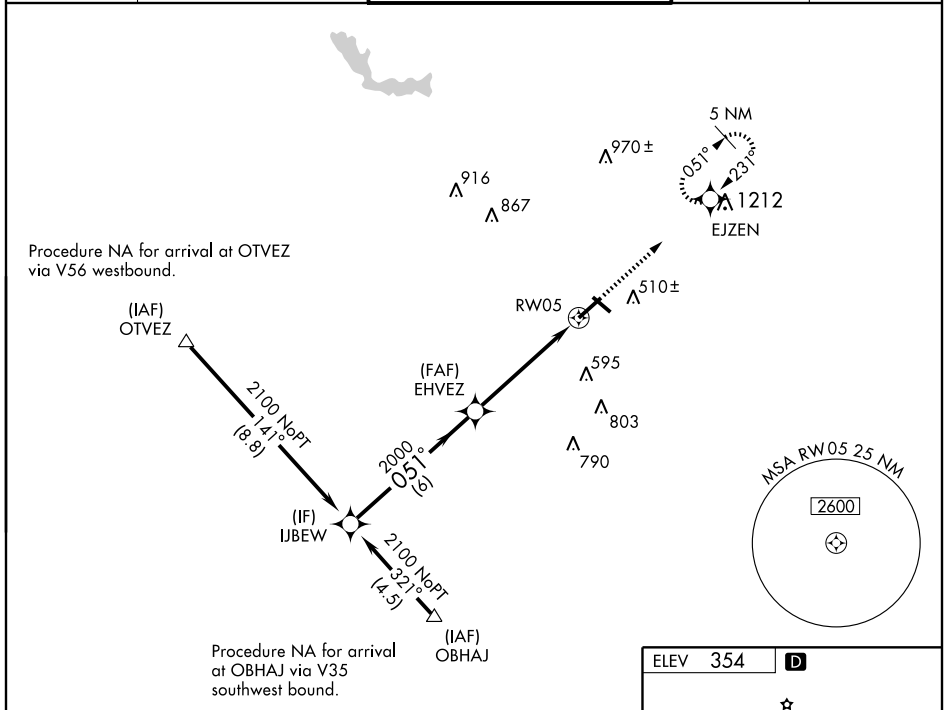 5 NM
970±
051°
231°
916
867
1212
EJZEN
Procedure NA for arrival at OTVEZ
via V56 westbound.
510±
RW05
(IAF)
OTVEZ
595
(FAF)
EHVEZ
2100 NoPT
141°
(8.8)
803
790
2000
051°
(6)
MSA RW05 25 NM
2600
(IF)
IJBEW
2100 NoPT
321°
(4.5)
(IAF)
OBHAJ
Procedure NA for arrival
at OBHAJ via V35
southwest bound.
ELEV 354 D